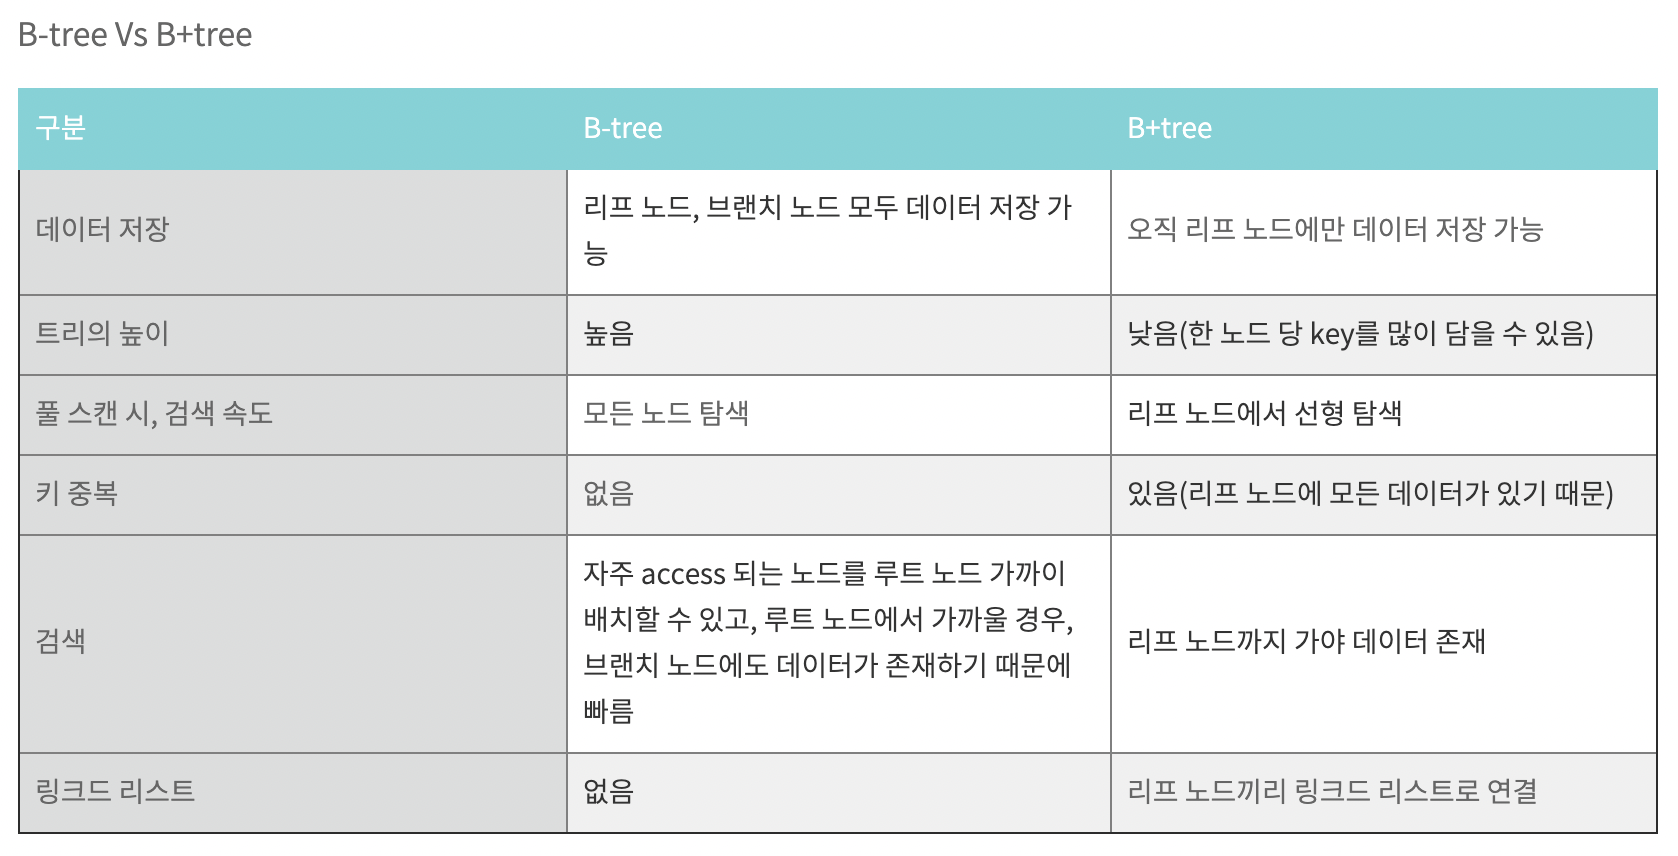 B-tree Vs B+tree
구분
B-tree
B+tree
데이터 저장
리프 노드, 브랜치 노드 모두 데이터 저장 가
능
오직 리프 노드에만 데이터 저장 가능
트리의 높이
높음
낮음(한 노드 당 key를 많이 담을 수 있음)
풀 스캔 시, 검색 속도
모든 노드 탐색
리프 노드에서 선형 탐색
키 중복
없음
있음(리프 노드에 모든 데이터가 있기 때문)
검색
자주 access 되는 노드를 루트 노드 가까이
배치할 수 있고, 루트 노드에서 가까울 경우,
브랜치 노드에도 데이터가 존재하기 때문에
빠름
리프 노드까지 가야 데이터 존재
링크드 리스트
없음
리프 노드끼리 링크드 리스트로 연결